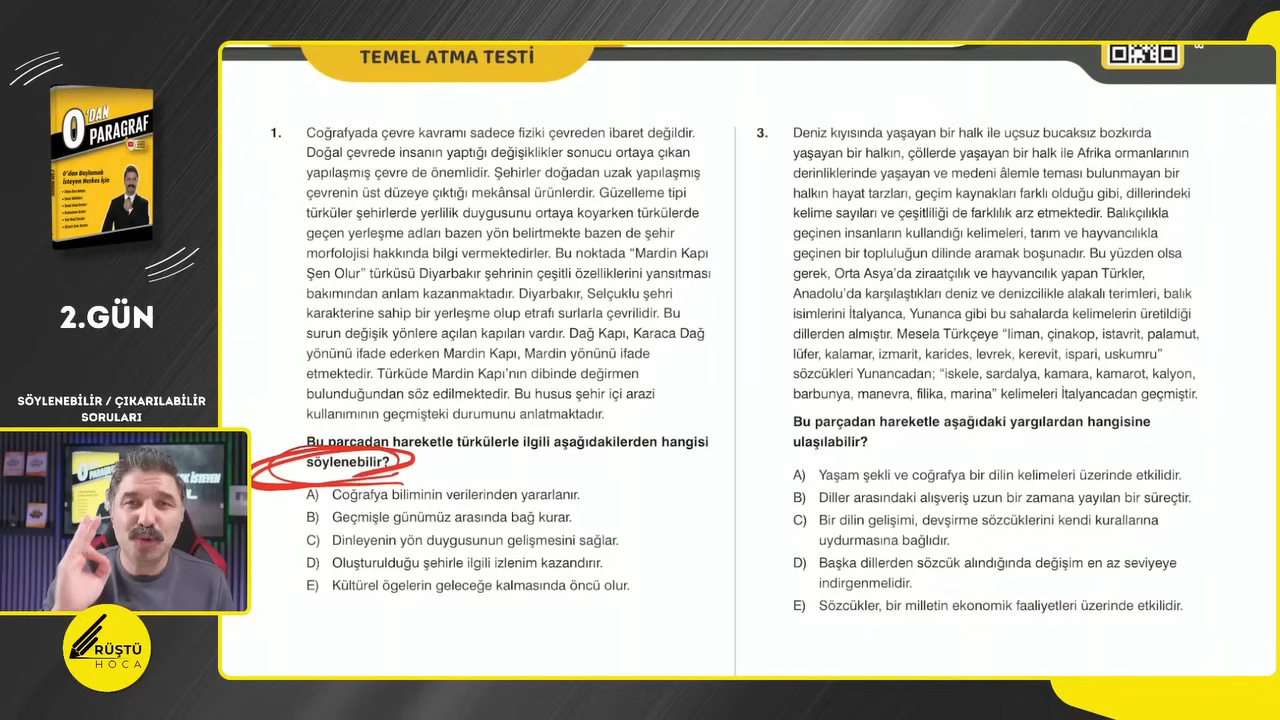 TEMEL ATMA TESTİ
0'DAN
PARAGRAF
0'dan Başlamak
İsteyen Herkes İçin
2.GÜN
SÖYLENEBİLİR / ÇIKARILABİLİR
SORULARI
RÜŞTÜ
HOCA
1. Coğrafyada çevre kavramı sadece fiziki çevreden ibaret değildir.
Doğal çevrede insanın yaptığı değişiklikler sonucu ortaya çıkan
yapılaşmış çevre de önemlidir. Şehirler doğadan uzak yapılaşmış
çevrenin üst düzeye çıktığı mekânsal ürünlerdir. Güzelleme tipi
türküler şehirlerde yerlilik duygusunu ortaya koyarken türkülerde
geçen yerleşme adları bazen yön belirtmekte bazen de şehir
morfolojisi hakkında bilgi vermektedirler. Bu noktada “Mardin Kapı
Şen Olur” türküsü Diyarbakır şehrinin çeşitli özelliklerini yansıtması
bakımından anlam kazanmaktadır. Diyarbakır, Selçuklu şehri
karakterine sahip bir yerleşme olup etrafı surlarla çevrilidir. Bu
surun değişik yönlere açılan kapıları vardır. Dağ Kapı, Karaca Dağ
yönünü ifade ederken Mardin Kapı, Mardin yönünü ifade
etmektedir. Türküde Mardin Kapı’nın dibinde değirmen
bulunduğundan söz edilmektedir. Bu husus şehir içi arazi
kullanımının geçmişteki durumunu anlatmaktadır.
Bu parçadan hareketle türkülerle ilgili aşağıdakilerden hangisi
söylenebilir?
A) Coğrafya biliminin verilerinden yararlanır.
B) Geçmişle günümüz arasında bağ kurar.
C) Dinleyenin yön duygusunun gelişmesini sağlar.
D) Oluşturulduğu şehirle ilgili izlenim kazandırır.
E) Kültürel ögelerin geleceğe kalmasında öncü olur.
3. Deniz kıyısında yaşayan bir halk ile uçsuz bucaksız bozkırda
yaşayan bir halkın, çöllerde yaşayan bir halk ile Afrika ormanlarının
derinliklerinde yaşayan ve medeni âlemle teması bulunmayan bir
halkın hayat tarzları, geçim kaynakları farklı olduğu gibi, dillerindeki
kelime sayıları ve çeşitliliği de farklılık arz etmektedir. Balıkçılıkla
geçinen insanların kullandığı kelimeleri, tarım ve hayvancılıkla
geçinen bir topluluğun dilinde aramak boşunadır. Bu yüzden olsa
gerek, Orta Asya’da ziraatçılık ve hayvancılık yapan Türkler,
Anadolu’da karşılaştıkları deniz ve denizcilikle alakalı terimleri, balık
isimlerini İtalyanca, Yunanca gibi bu sahalarda kelimelerin üretildiği
dillerden almıştır. Mesela Türkçeye “liman, çinakop, istavrit, palamut,
lüfer, kalamar, izmarit, karides, levrek, kerevit, ispari, uskumru”
sözcükleri Yunancadan; “iskele, sardalya, kamara, kamarot, kalyon,
barbunya, manevra, filika, marina” kelimeleri İtalyancadan geçmiştir.
Bu parçadan hareketle aşağıdaki yargılardan hangisine
ulaşılabilir?
A) Yaşam şekli ve coğrafya bir dilin kelimeleri üzerinde etkilidir.
B) Diller arasındaki alışveriş uzun bir zamana yayılan bir süreçtir.
C) Bir dilin gelişimi, devşirme sözcüklerini kendi kurallarına
uydurmasına bağlıdır.
D) Başka dillerden sözcük alındığında değişim en az seviyeye
indirgenmelidir.
E) Sözcükler, bir milletin ekonomik faaliyetleri üzerinde etkilidir.